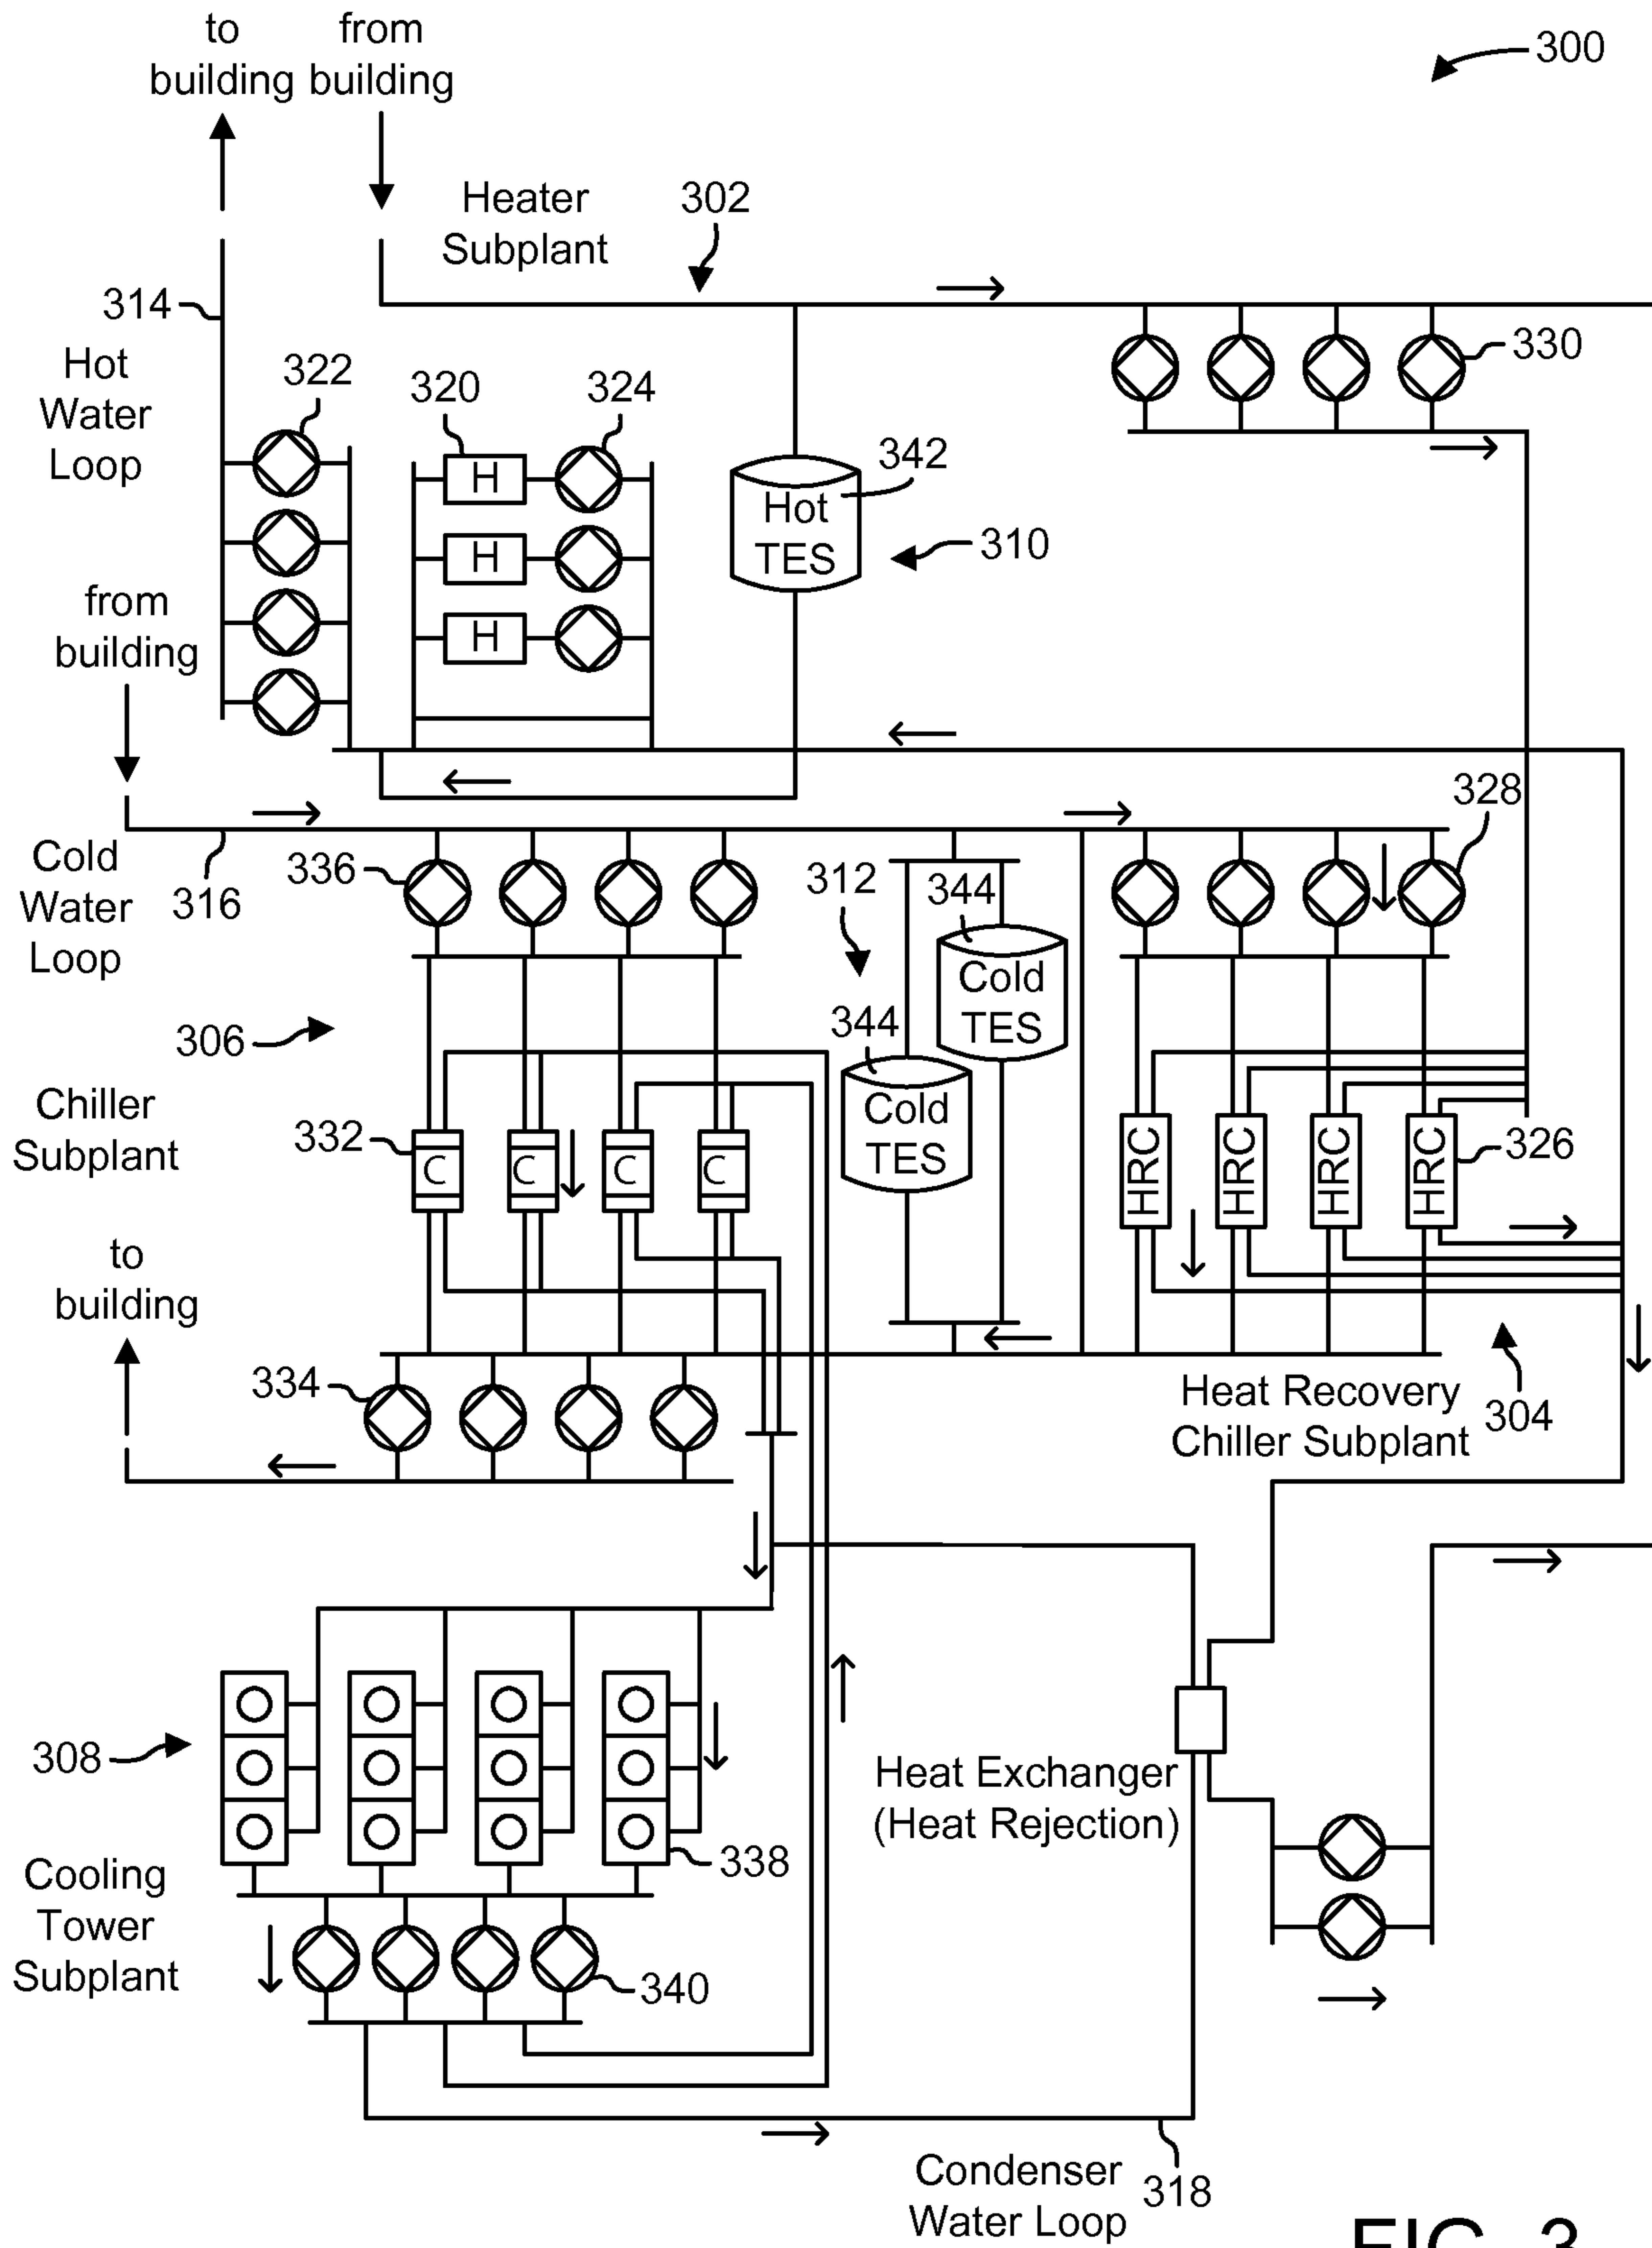 to
building
from
building
300
Heater
Subplant
302
314
Hot
Water
Loop
322
320
324
330
H
H
H
342
Hot
TES
310
from
building
328
Cold
Water
Loop
316
336
312
344
Cold
TES
344
Cold
TES
306
Chiller
Subplant
332
C
C
C
C
HRC
HRC
HRC
HRC
326
to
building
334
Heat Recovery
Chiller Subplant
304
308
Heat Exchanger
(Heat Rejection)
338
Cooling
Tower
Subplant
340
Condenser
Water Loop
318
FIG. 3